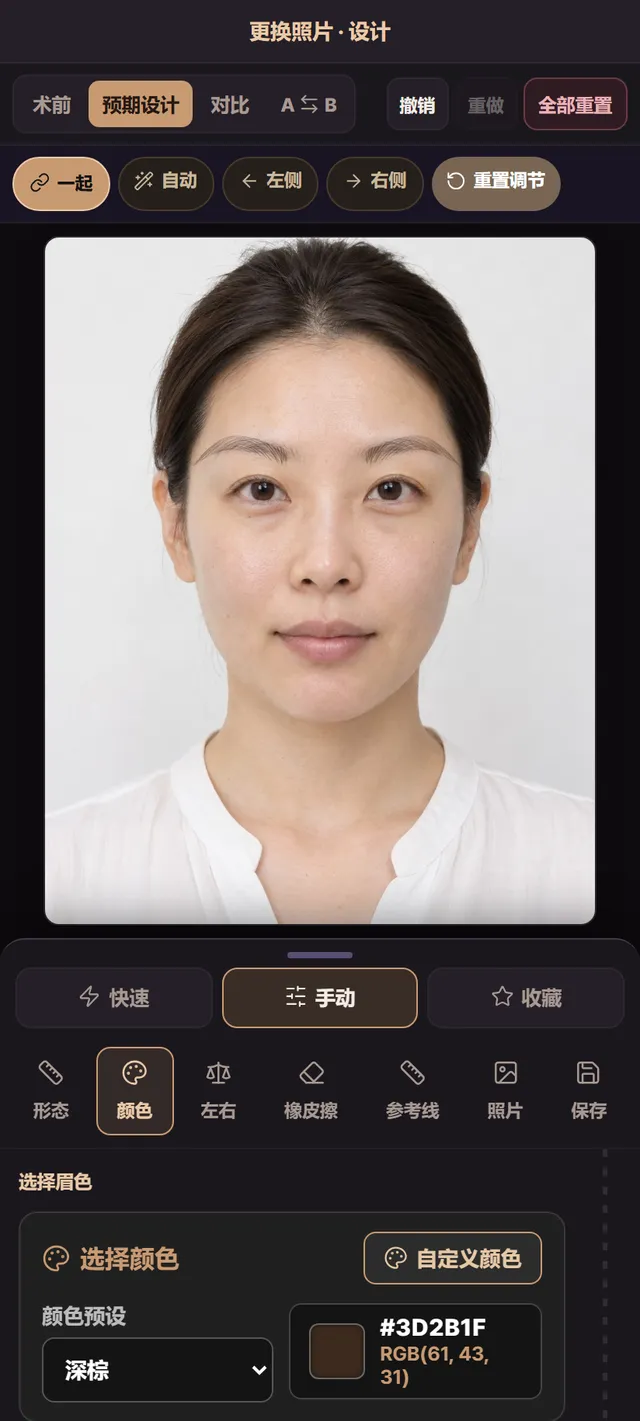 更换照片 · 设计
术前 预期设计 对比 A ⇆ B 撤销 重做 全部重置
一起 自动 ← 左侧 → 右侧 重置调节
快速 手动 收藏
形态 颜色 左右 橡皮擦 参考线 照片 保存
选择眉色
选择颜色 自定义颜色
颜色预设
深棕
#3D2B1F
RGB(61, 43,
31)